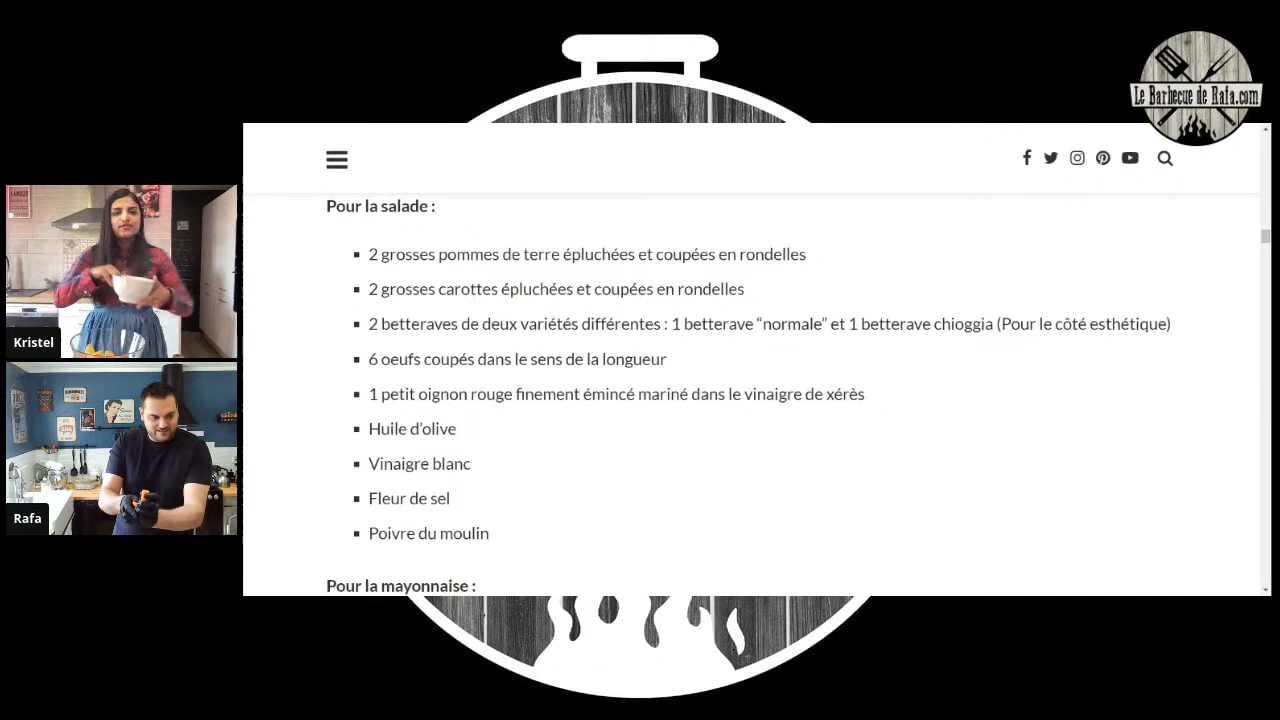 Le Barbecue de Rafa.com
Pour la salade :
2 grosses pommes de terre épluchées et coupées en rondelles
2 grosses carottes épluchées et coupées en rondelles
2 betteraves de deux variétés différentes : 1 betterave “normale” et 1 betterave chioggia (Pour le côté esthétique)
6 oeufs coupés dans le sens de la longueur
1 petit oignon rouge finement émincé mariné dans le vinaigre de xérès
Huile d’olive
Vinaigre blanc
Fleur de sel
Poivre du moulin
Pour la mayonnaise :
Kristel
Rafa